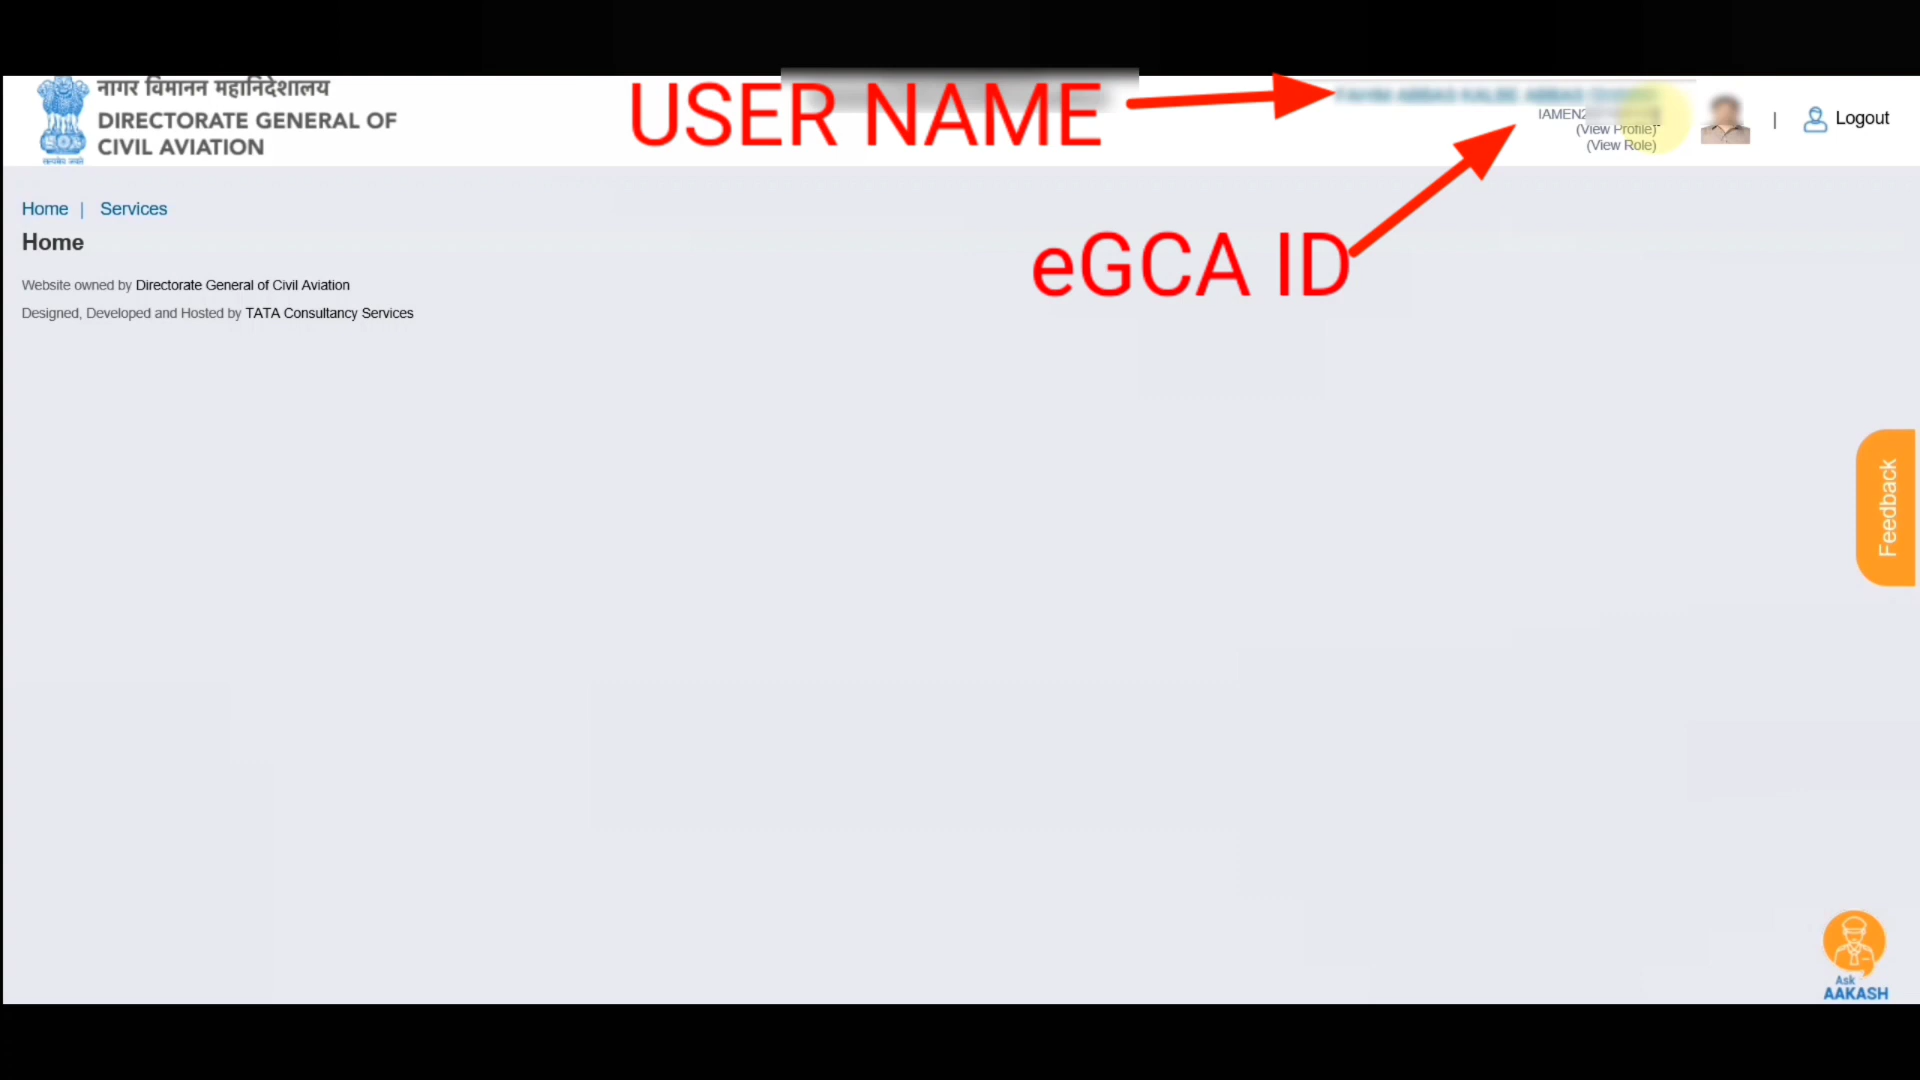 नागर विमानन महानिदेशालय
DIRECTORATE GENERAL OF
CIVIL AVIATION
USER NAME
(View Profile)
(View Role)
| Logout
eGCA ID
Home | Services
Home
Website owned by Directorate General of Civil Aviation
Designed, Developed and Hosted by TATA Consultancy Services
Feedback
Ask
AAKASH